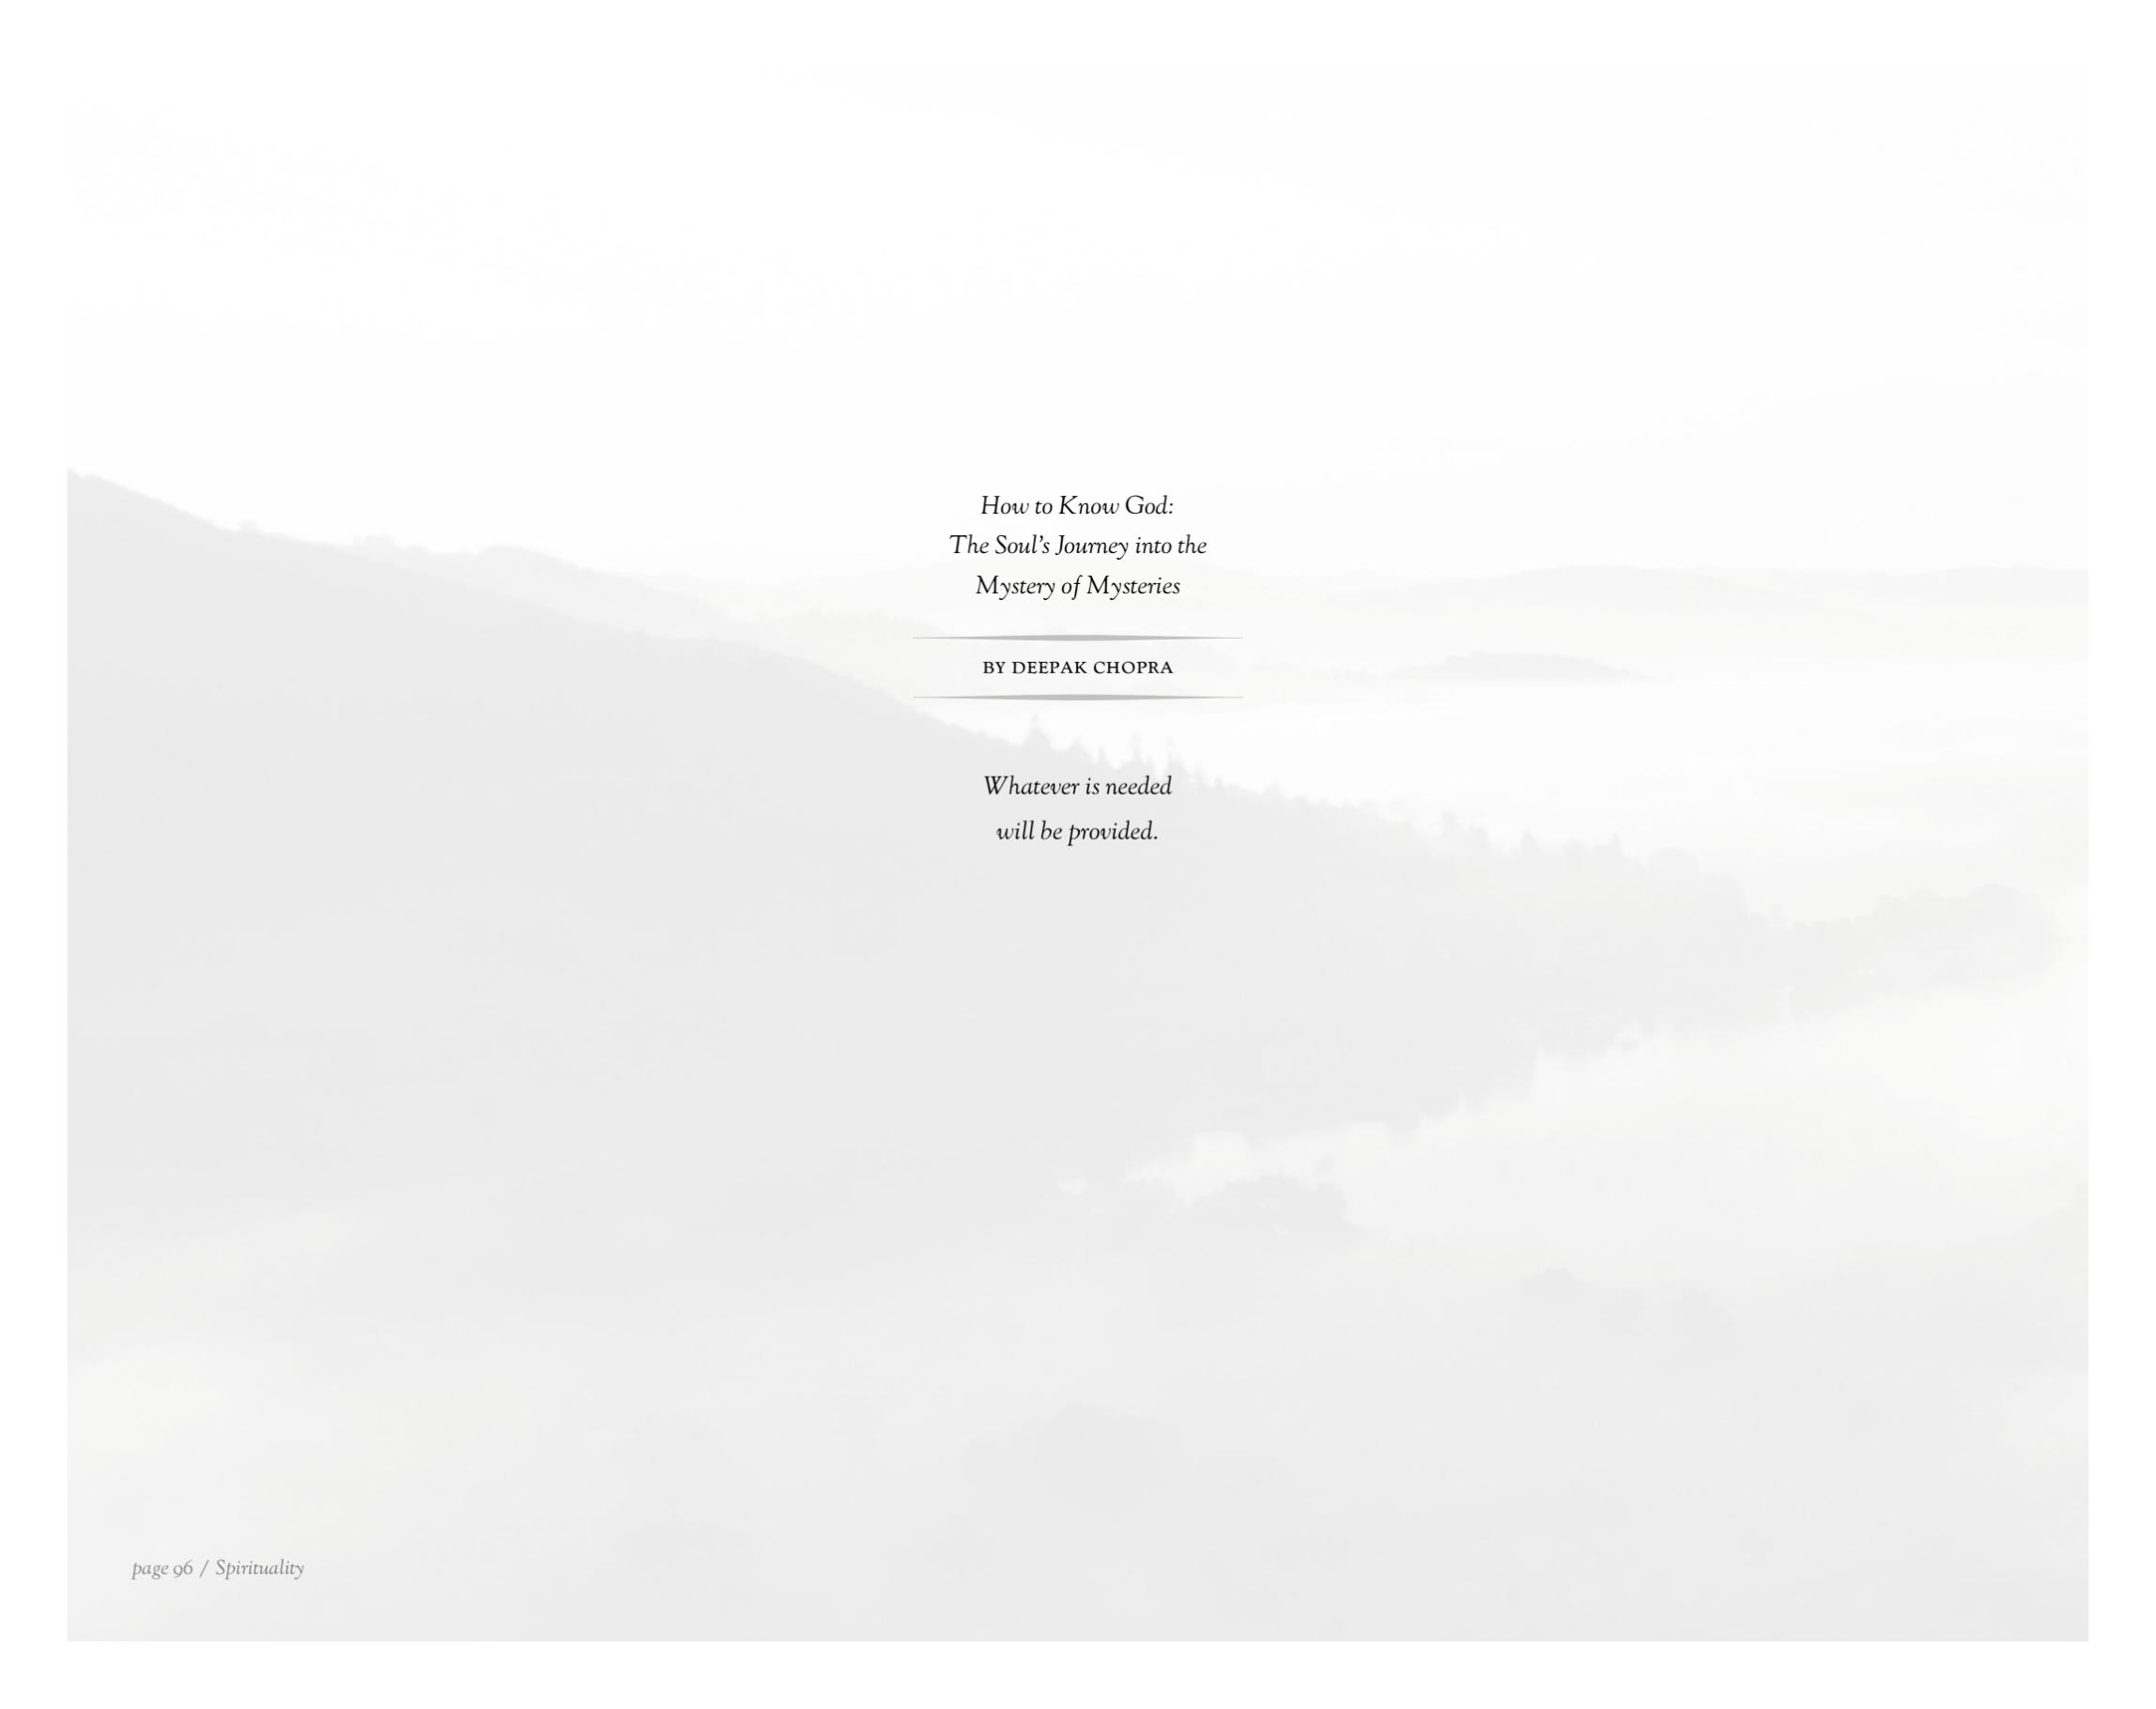 How to Know God:
The Soul’s Journey into the
Mystery of Mysteries
BY DEEPAK CHOPRA
Whatever is needed
will be provided.
page 96 / Spirituality